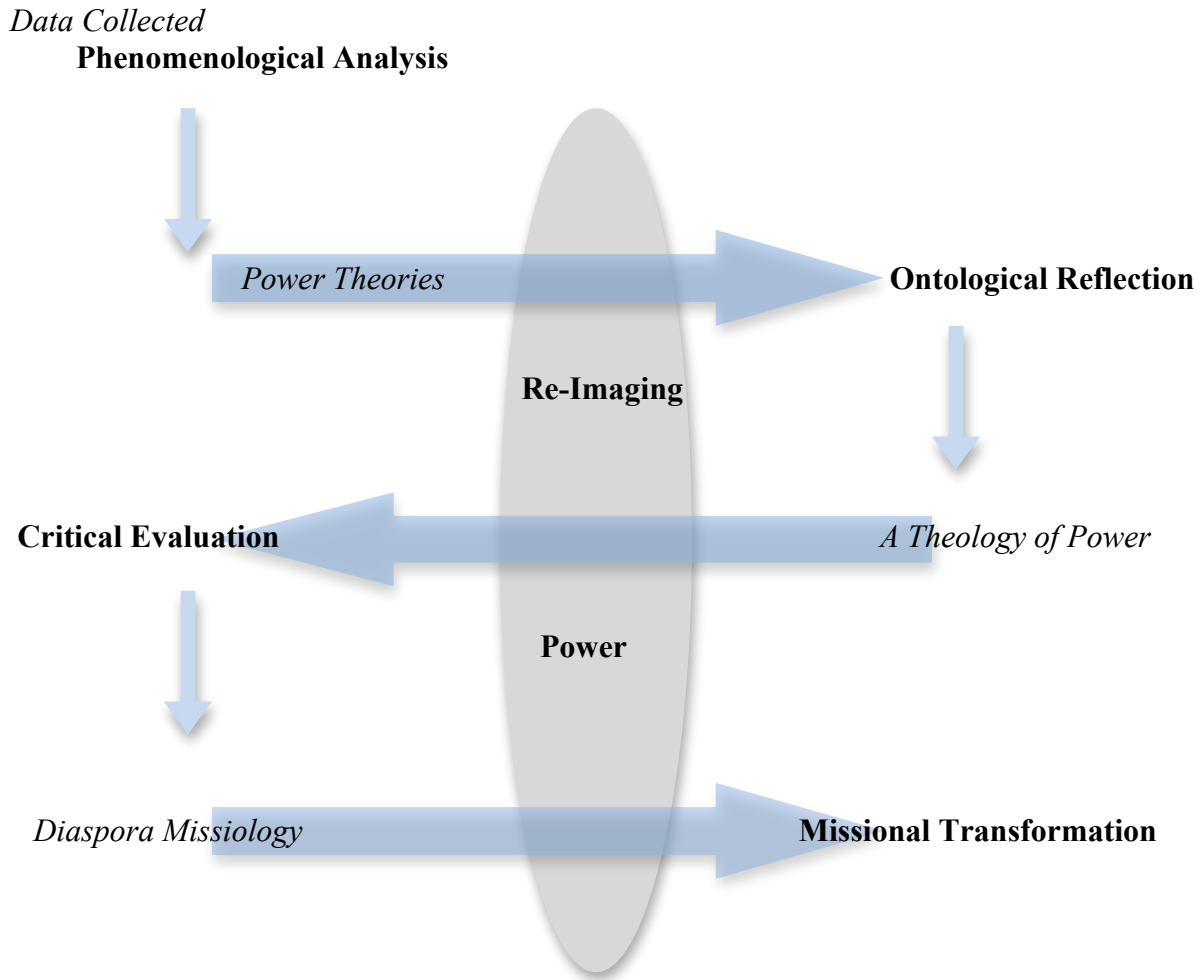 Data Collected
Phenomenological Analysis
Power Theories
Ontological Reflection
Re-Imaging
Critical Evaluation
A Theology of Power
Power
Diaspora Missiology
Missional Transformation